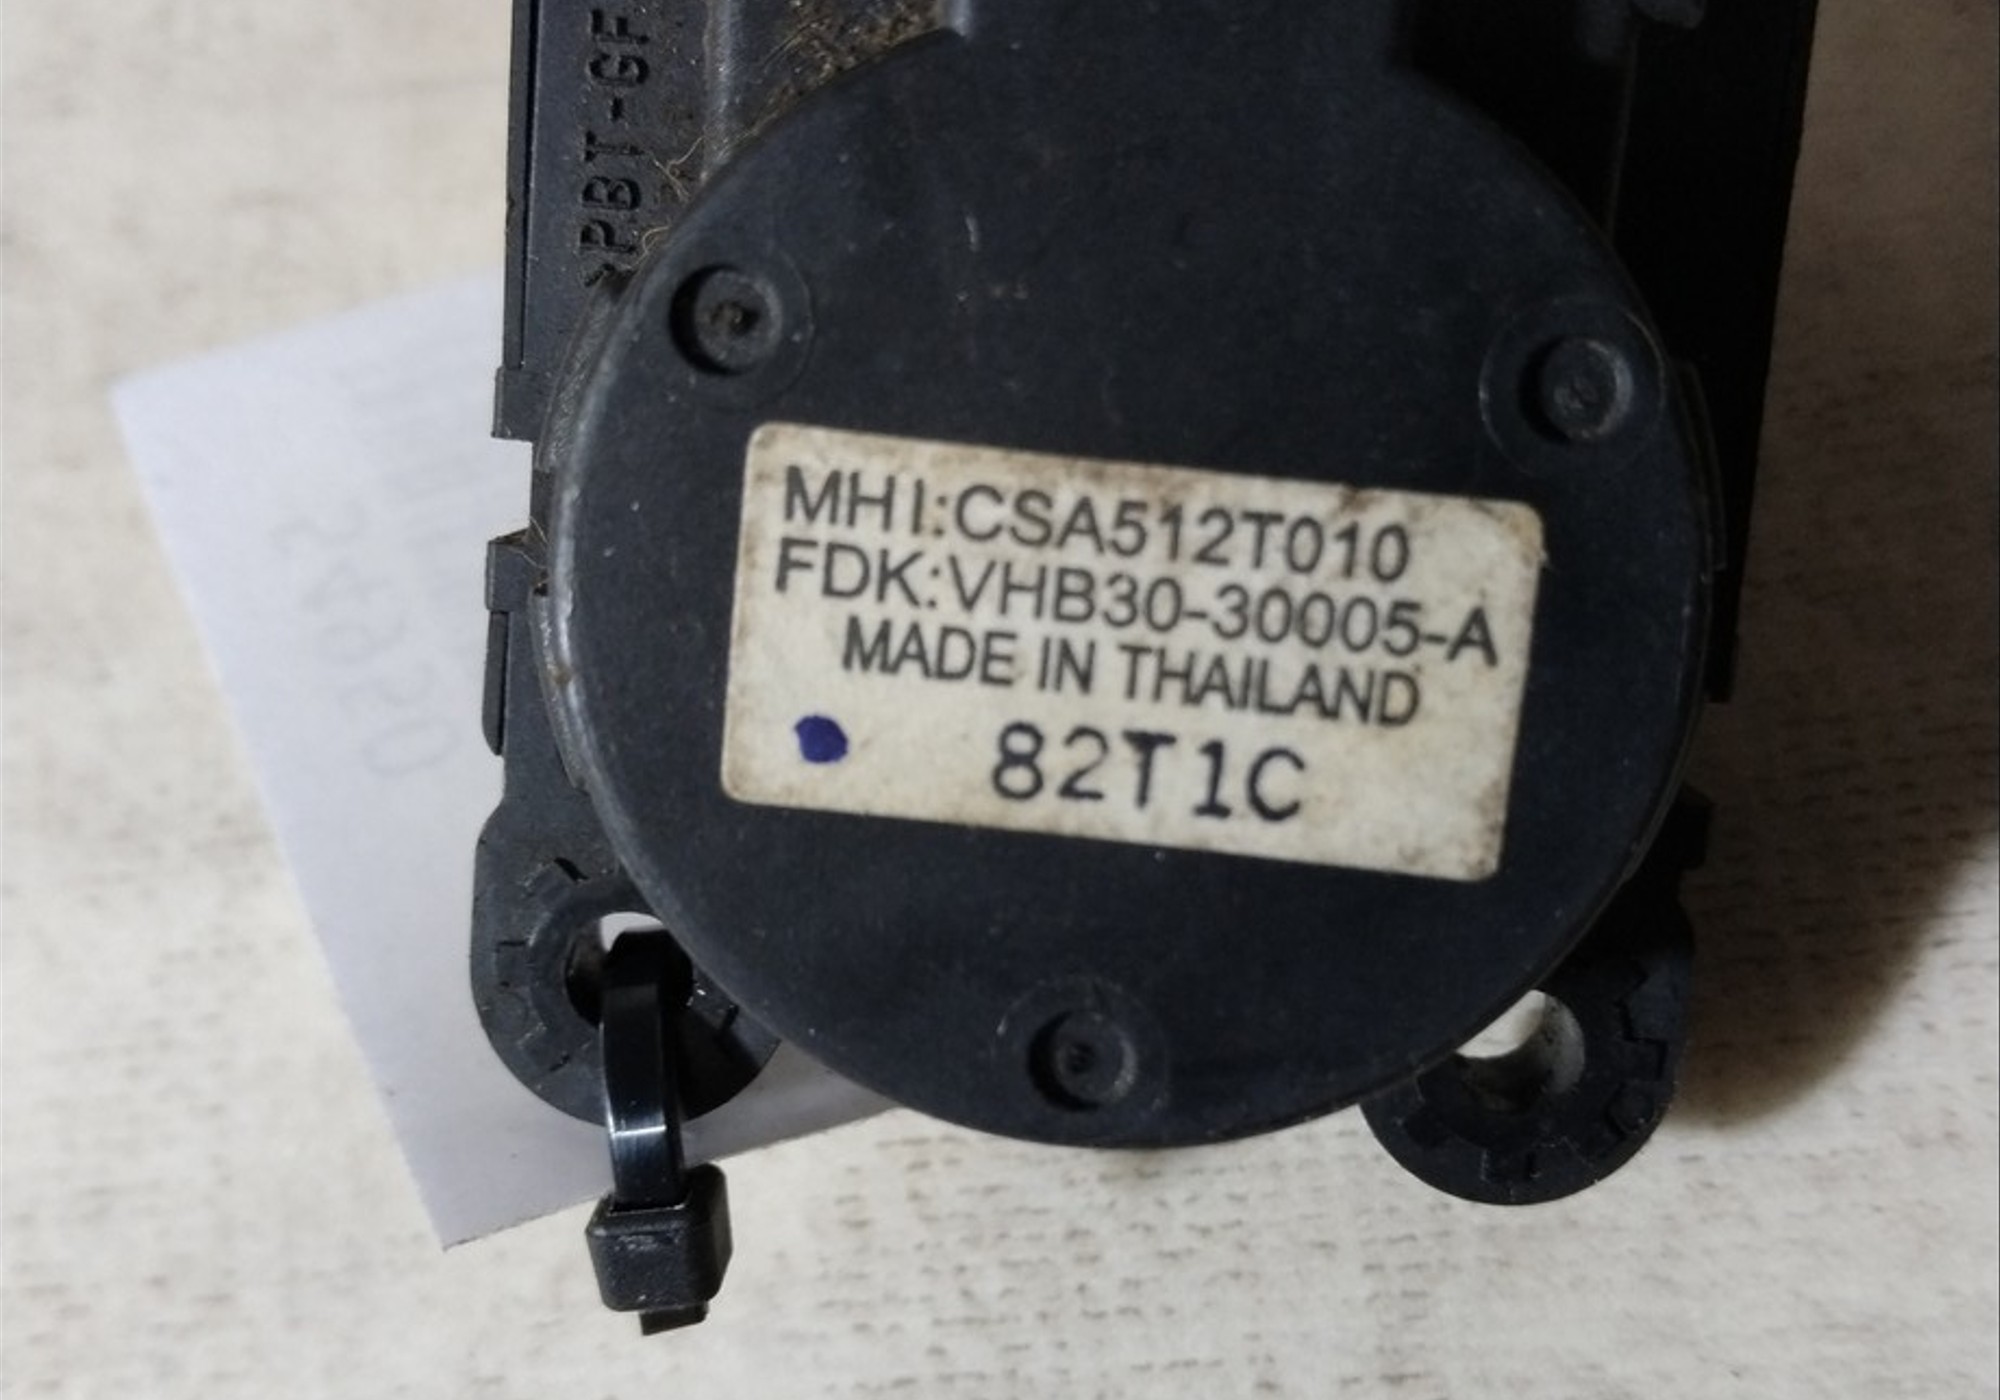 >PBT-GF
MHI:CSA512T010
FDK:VHB30-30005-A
MADE IN THAILAND
82T1C